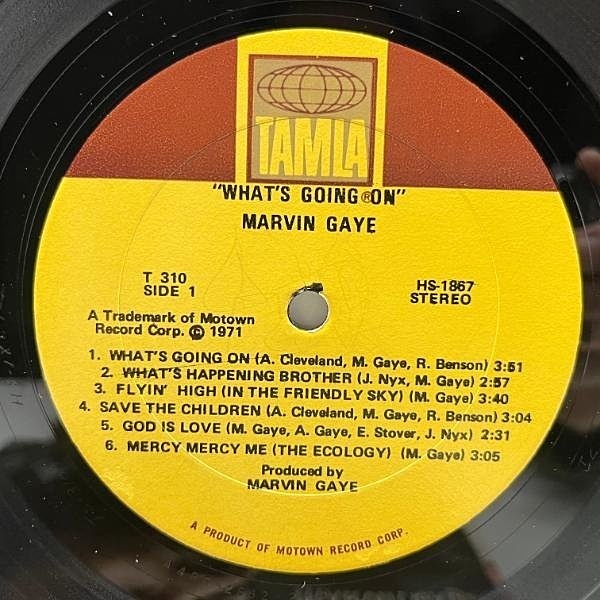 TAMLA
"WHAT'S GOING ® ON"
MARVIN GAYE
T 310
SIDE 1
HS-1867
STEREO
A Trademark of Motown
Record Corp. © 1971
1. WHAT'S GOING ON (A. Cleveland, M. Gaye, R. Benson) 3:51
2. WHAT'S HAPPENING BROTHER (J. Nyx, M. Gaye) 2:57
3. FLYIN' HIGH (IN THE FRIENDLY SKY) (M. Gaye) 3:40
4. SAVE THE CHILDREN (A. Cleveland, M. Gaye, R. Benson) 3:04
5. GOD IS LOVE (M. Gaye, A. Gaye, E. Stover, J. Nyx) 2:31
6. MERCY MERCY ME (THE ECOLOGY) (M. Gaye) 3:05
Produced by
MARVIN GAYE
A PRODUCT OF MOTOWN RECORD CORP.